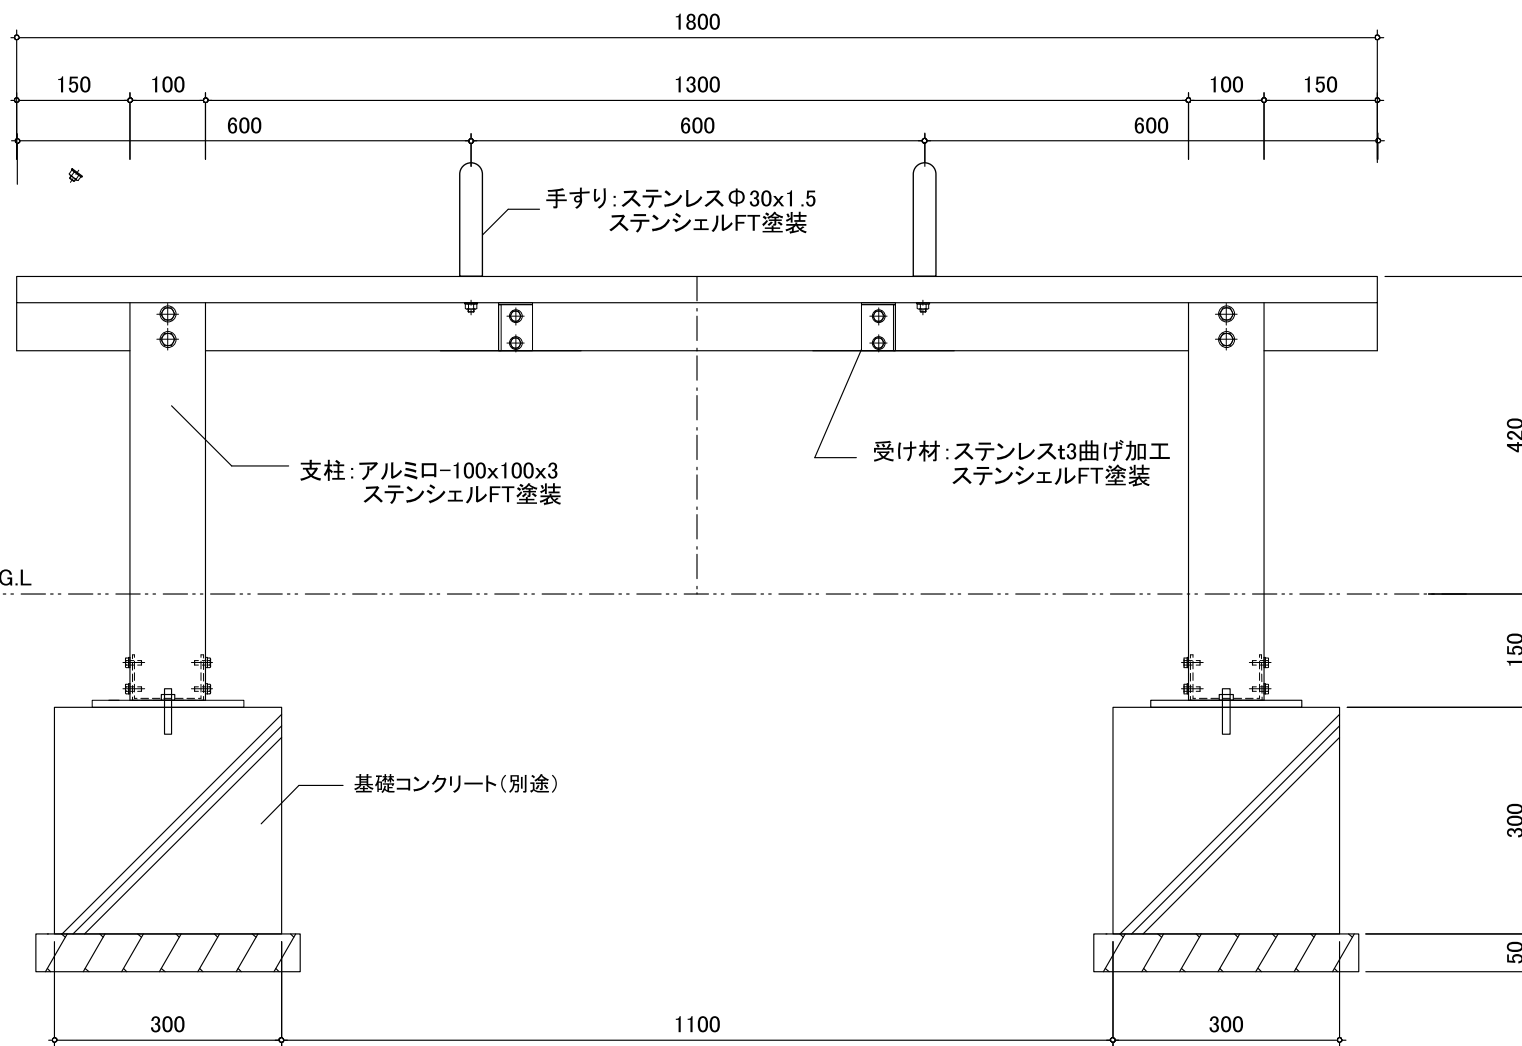 1800
150 100 1300 100 150
600 600 600
手すり:ステンレスΦ30x1.5
ステンシェルFT塗装
420
受け材:ステンレスt3曲げ加工
ステンシェルFT塗装
支柱:アルミロ-100x100x3
ステンシェルFT塗装
G.L
150
基礎コンクリート(別途)
300
50
300 1100 300